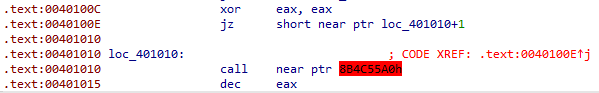 .text:0040100C xor eax, eax
.text:0040100E jz short near ptr loc_401010+1
.text:00401010
.text:00401010 loc_401010: ; CODE XREF: .text:0040100E↑j
.text:00401010 call near ptr 8B4C55A0h
.text:00401015 dec eax